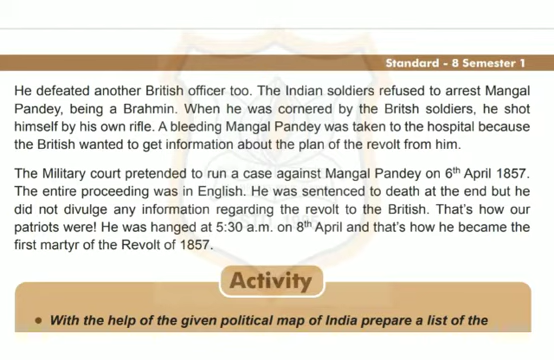 Standard - 8 Semester 1
He defeated another British officer too. The Indian soldiers refused to arrest Mangal
Pandey, being a Brahmin. When he was cornered by the Britsh soldiers, he shot
himself by his own rifle. A bleeding Mangal Pandey was taken to the hospital because
the British wanted to get information about the plan of the revolt from him.
The Military court pretended to run a case against Mangal Pandey on 6th April 1857.
The entire proceeding was in English. He was sentenced to death at the end but he
did not divulge any information regarding the revolt to the British. That's how our
patriots were! He was hanged at 5:30 a.m. on 8th April and that's how he became the
first martyr of the Revolt of 1857.
Activity
• With the help of the given political map of India prepare a list of the